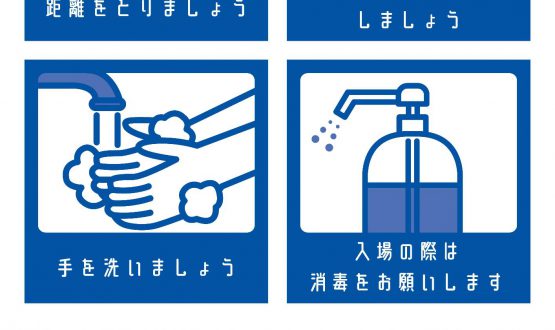 距離をとりましょう
しましょう
手を洗いましょう
入場の際は
消毒をお願いします